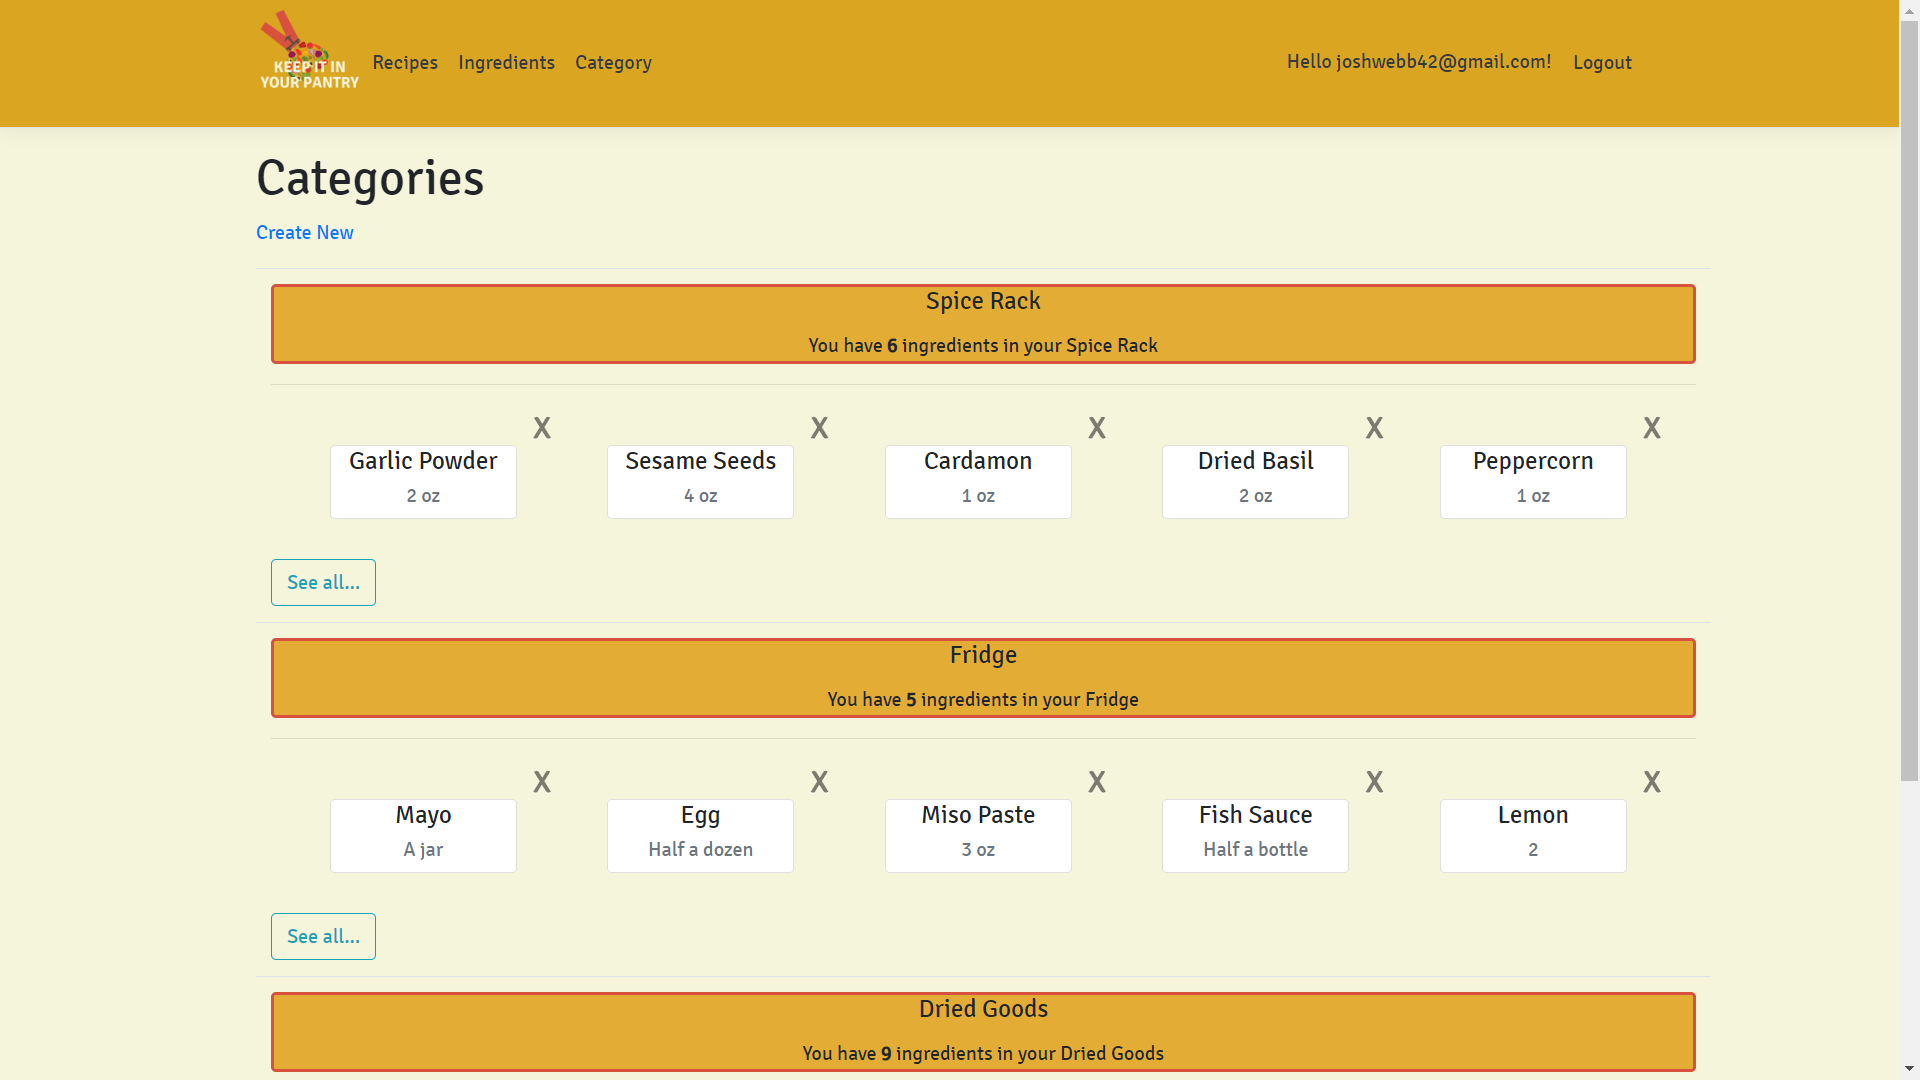 KEEP IT IN
YOUR PANTRY
Recipes Ingredients Category
Hello joshwebb42@gmail.com! Logout
Categories
Create New
Spice Rack
You have 6 ingredients in your Spice Rack
X X X X X
Garlic Powder Sesame Seeds Cardamon Dried Basil Peppercorn
2 oz 4 oz 1 oz 2 oz 1 oz
See all...
Fridge
You have 5 ingredients in your Fridge
X X X X X
Mayo Egg Miso Paste Fish Sauce Lemon
A jar Half a dozen 3 oz Half a bottle 2
See all...
Dried Goods
You have 9 ingredients in your Dried Goods